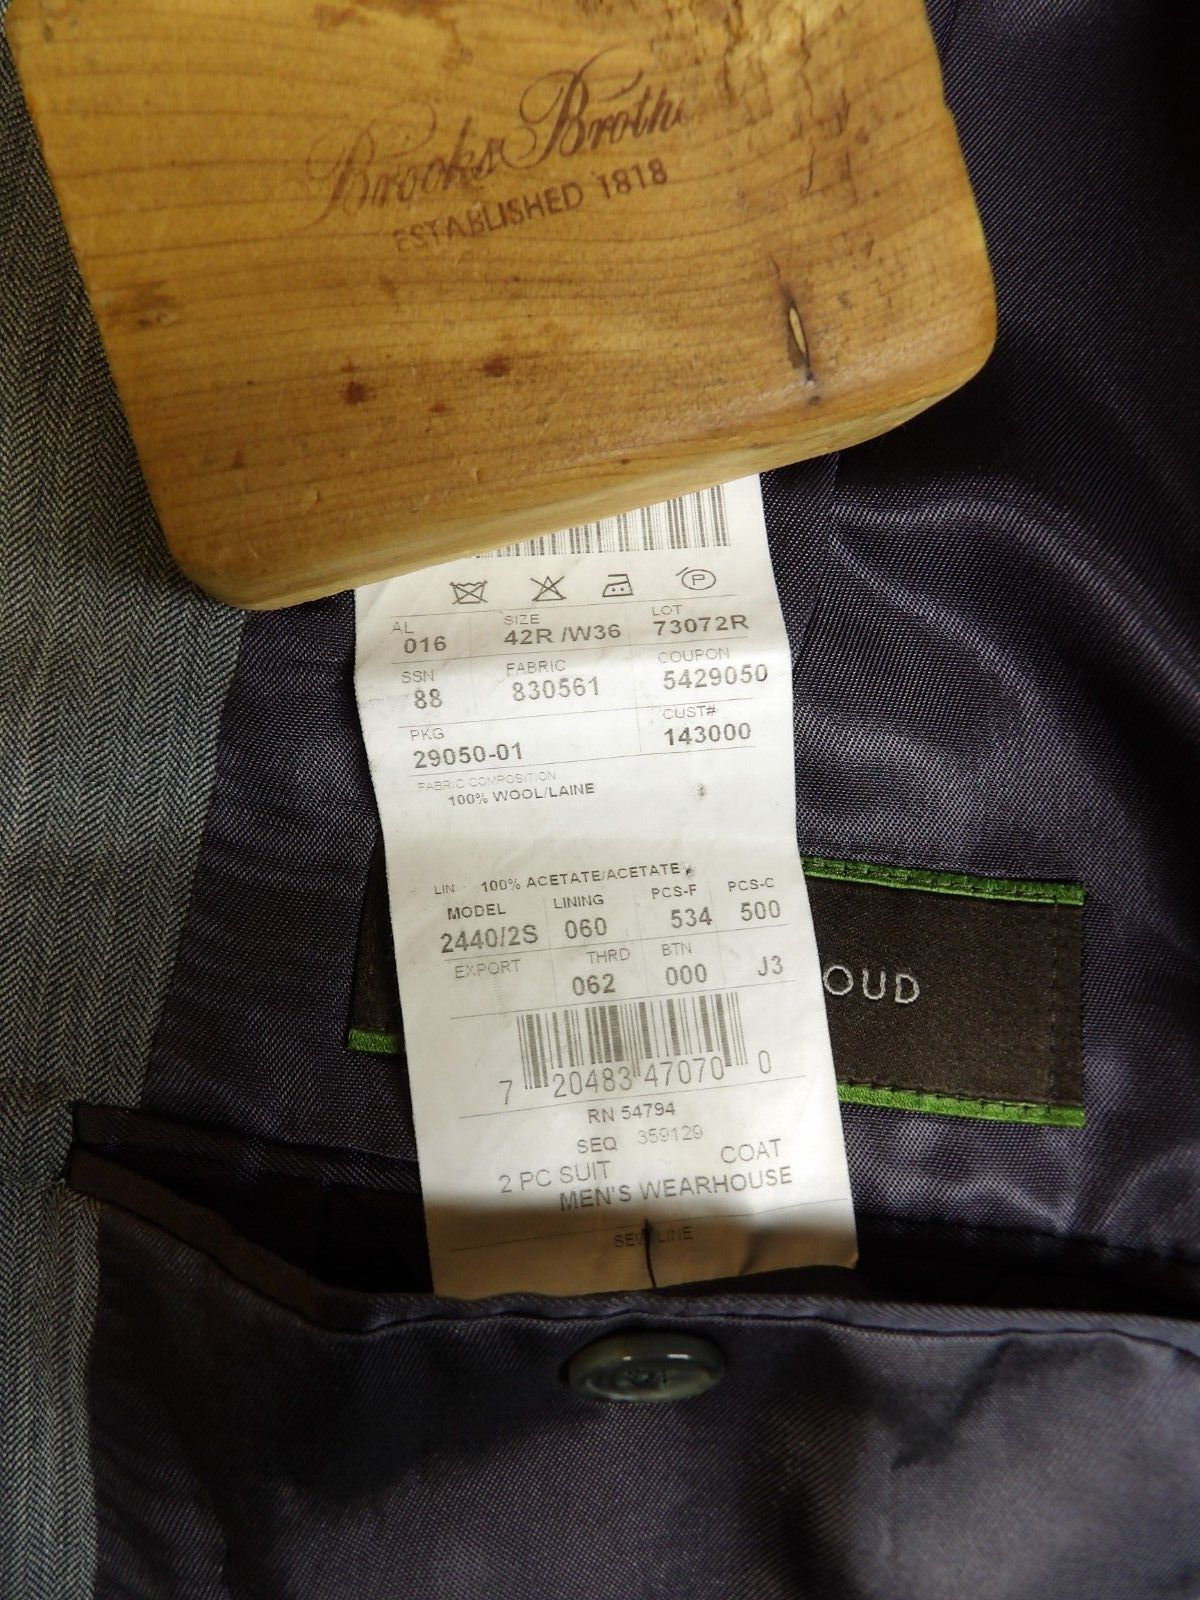 Brooks Broth
ESTABLISHED 1818
AL SIZE LOT
016 42R /W36 73072R
SSN FABRIC COUPON
88 830561 5429050
PKG CUST#
29050-01 143000
FABRIC COMPOSITION
100% WOOL/LAINE
LIN 100% ACETATE/ACETATE
MODEL LINING PCS-F PCS-C
2440/2S 060 534 500
EXPORT THRD BTN
062 000 J3
OUD
7 20483 47070 0
RN 54794
SEQ 359129
2 PC SUIT COAT
MEN'S WEARHOUSE
SEW LINE